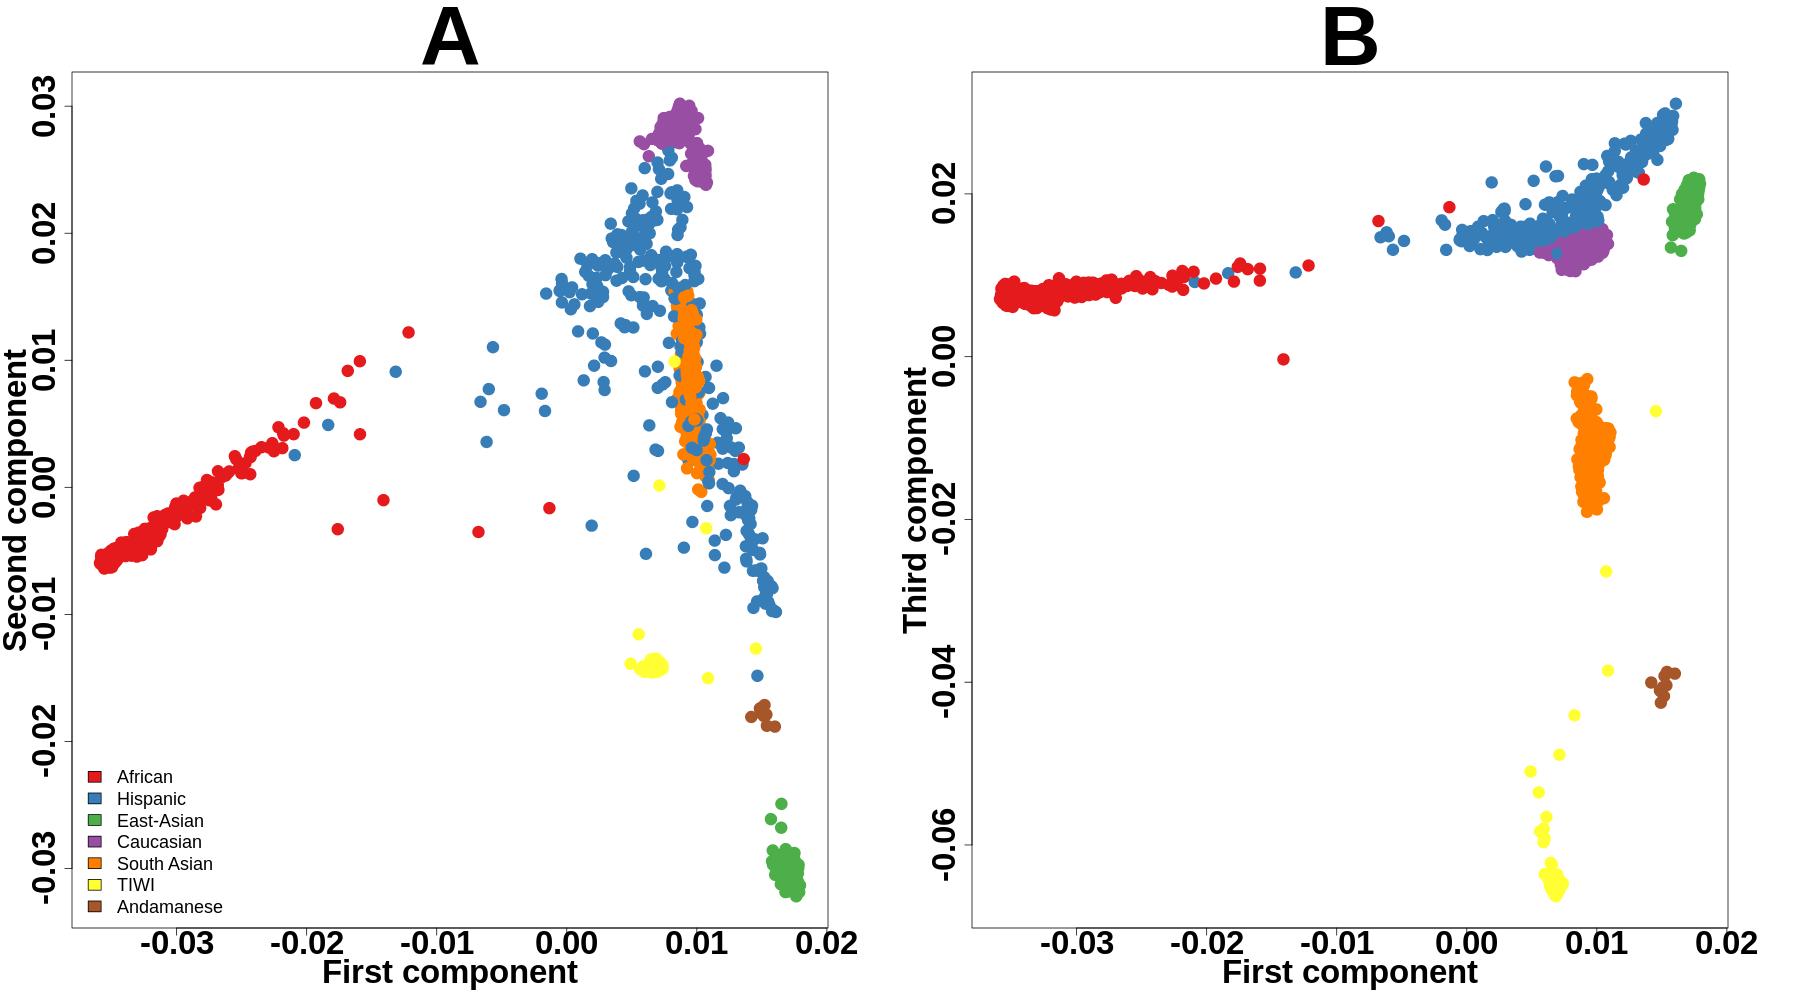 A
B
Second component
0.03
0.02
0.01
0.00
-0.01
-0.02
-0.03
African
Hispanic
East-Asian
Caucasian
South Asian
TIWI
Andamanese
-0.03 -0.02 -0.01 0.00 0.01 0.02
First component
Third component
0.02
0.00
-0.02
-0.04
-0.06
-0.03 -0.02 -0.01 0.00 0.01 0.02
First component